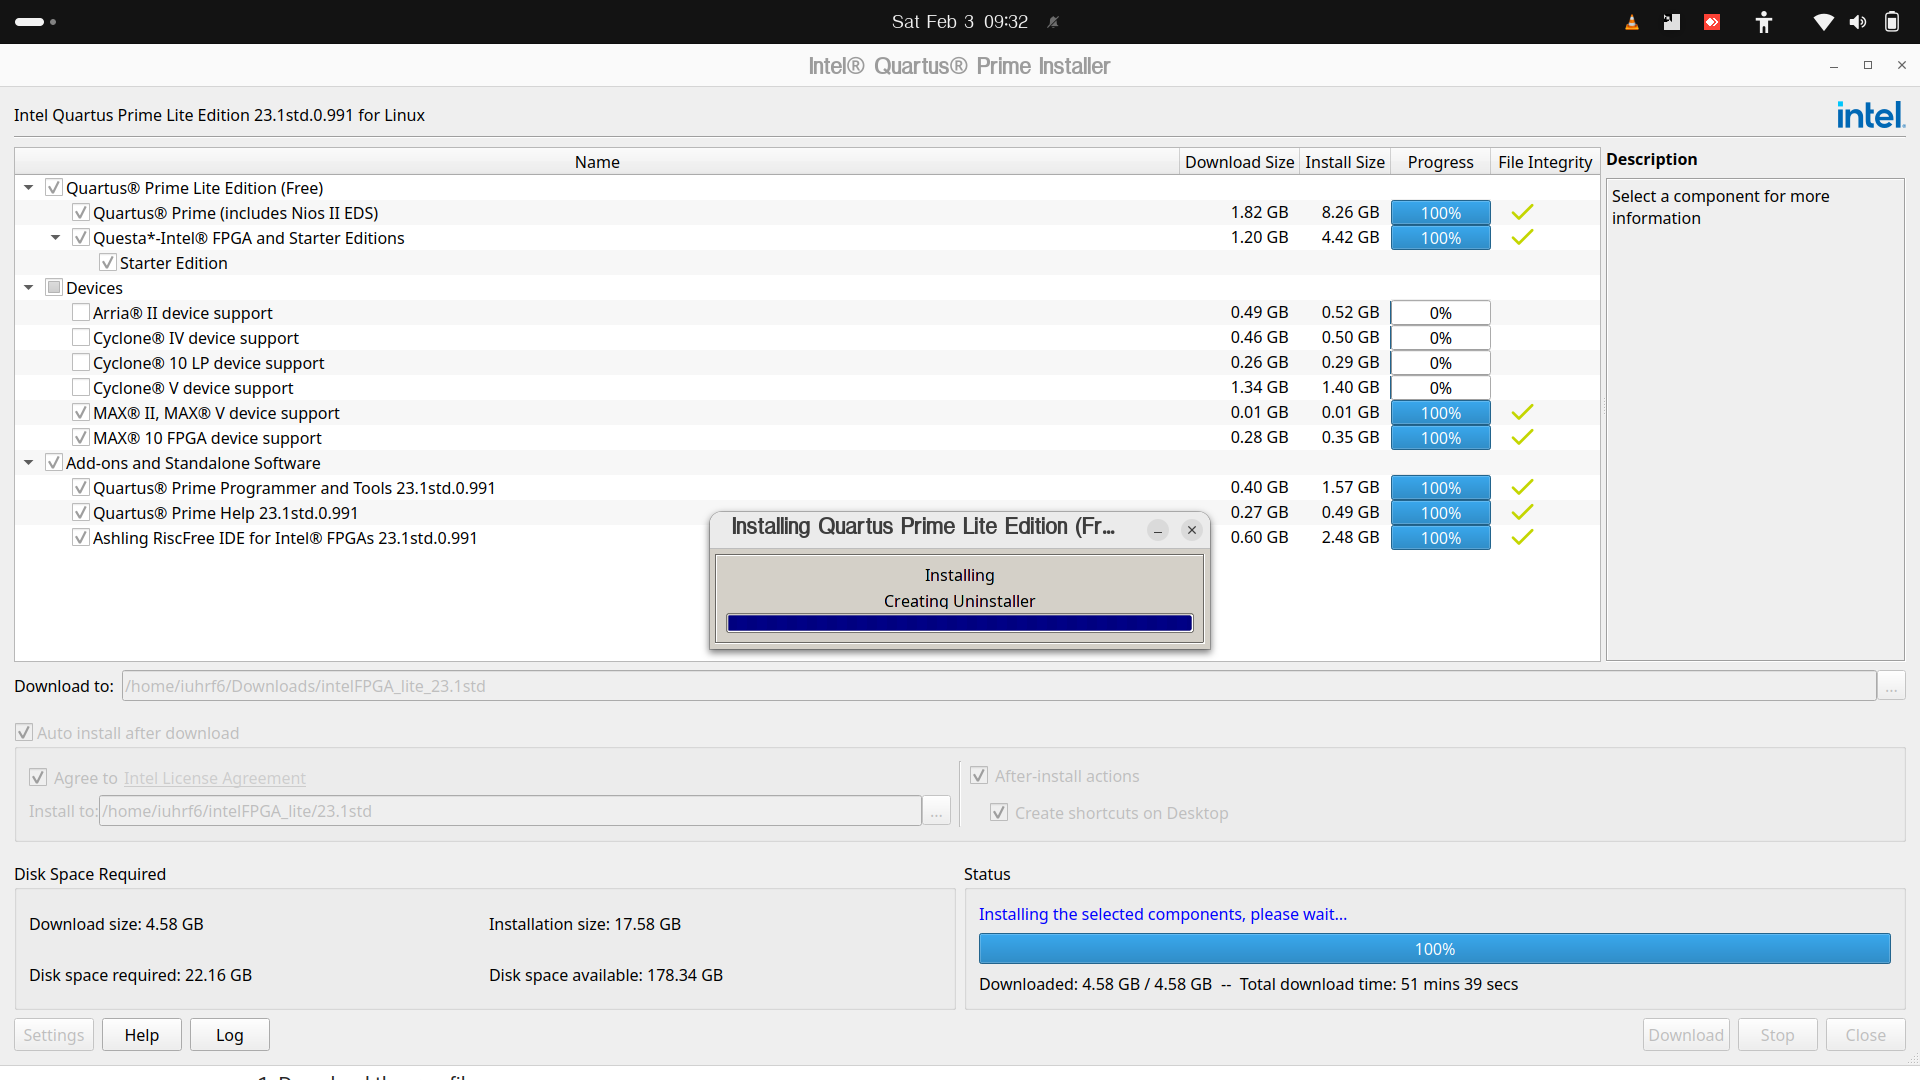 Sat Feb 3 09:32
Intel® Quartus® Prime Installer
Intel Quartus Prime Lite Edition 23.1std.0.991 for Linux
intel.
Name Download Size Install Size Progress File Integrity
Description
Quartus® Prime Lite Edition (Free)
Select a component for more
information
Quartus® Prime (includes Nios II EDS) 1.82 GB 8.26 GB 100%
Questa*-Intel® FPGA and Starter Editions 1.20 GB 4.42 GB 100%
Starter Edition
Devices
Arria® II device support 0.49 GB 0.52 GB 0%
Cyclone® IV device support 0.46 GB 0.50 GB 0%
Cyclone® 10 LP device support 0.26 GB 0.29 GB 0%
Cyclone® V device support 1.34 GB 1.40 GB 0%
MAX® II, MAX® V device support 0.01 GB 0.01 GB 100%
MAX® 10 FPGA device support 0.28 GB 0.35 GB 100%
Add-ons and Standalone Software
Quartus® Prime Programmer and Tools 23.1std.0.991 0.40 GB 1.57 GB 100%
Quartus® Prime Help 23.1std.0.991 0.27 GB 0.49 GB 100%
Ashling RiscFree IDE for Intel® FPGAs 23.1std.0.991 0.60 GB 2.48 GB 100%
Installing Quartus Prime Lite Edition (Fr...
Installing
Creating Uninstaller
Download to: /home/iuhrf6/Downloads/intelFPGA_lite_23.1std ...
Auto install after download
Agree to Intel License Agreement
Install to: /home/iuhrf6/intelFPGA_lite/23.1std ...
After-install actions
Create shortcuts on Desktop
Disk Space Required
Download size: 4.58 GB Installation size: 17.58 GB
Disk space required: 22.16 GB Disk space available: 178.34 GB
Status
Installing the selected components, please wait...
100%
Downloaded: 4.58 GB / 4.58 GB -- Total download time: 51 mins 39 secs
Settings Help Log Download Stop Close